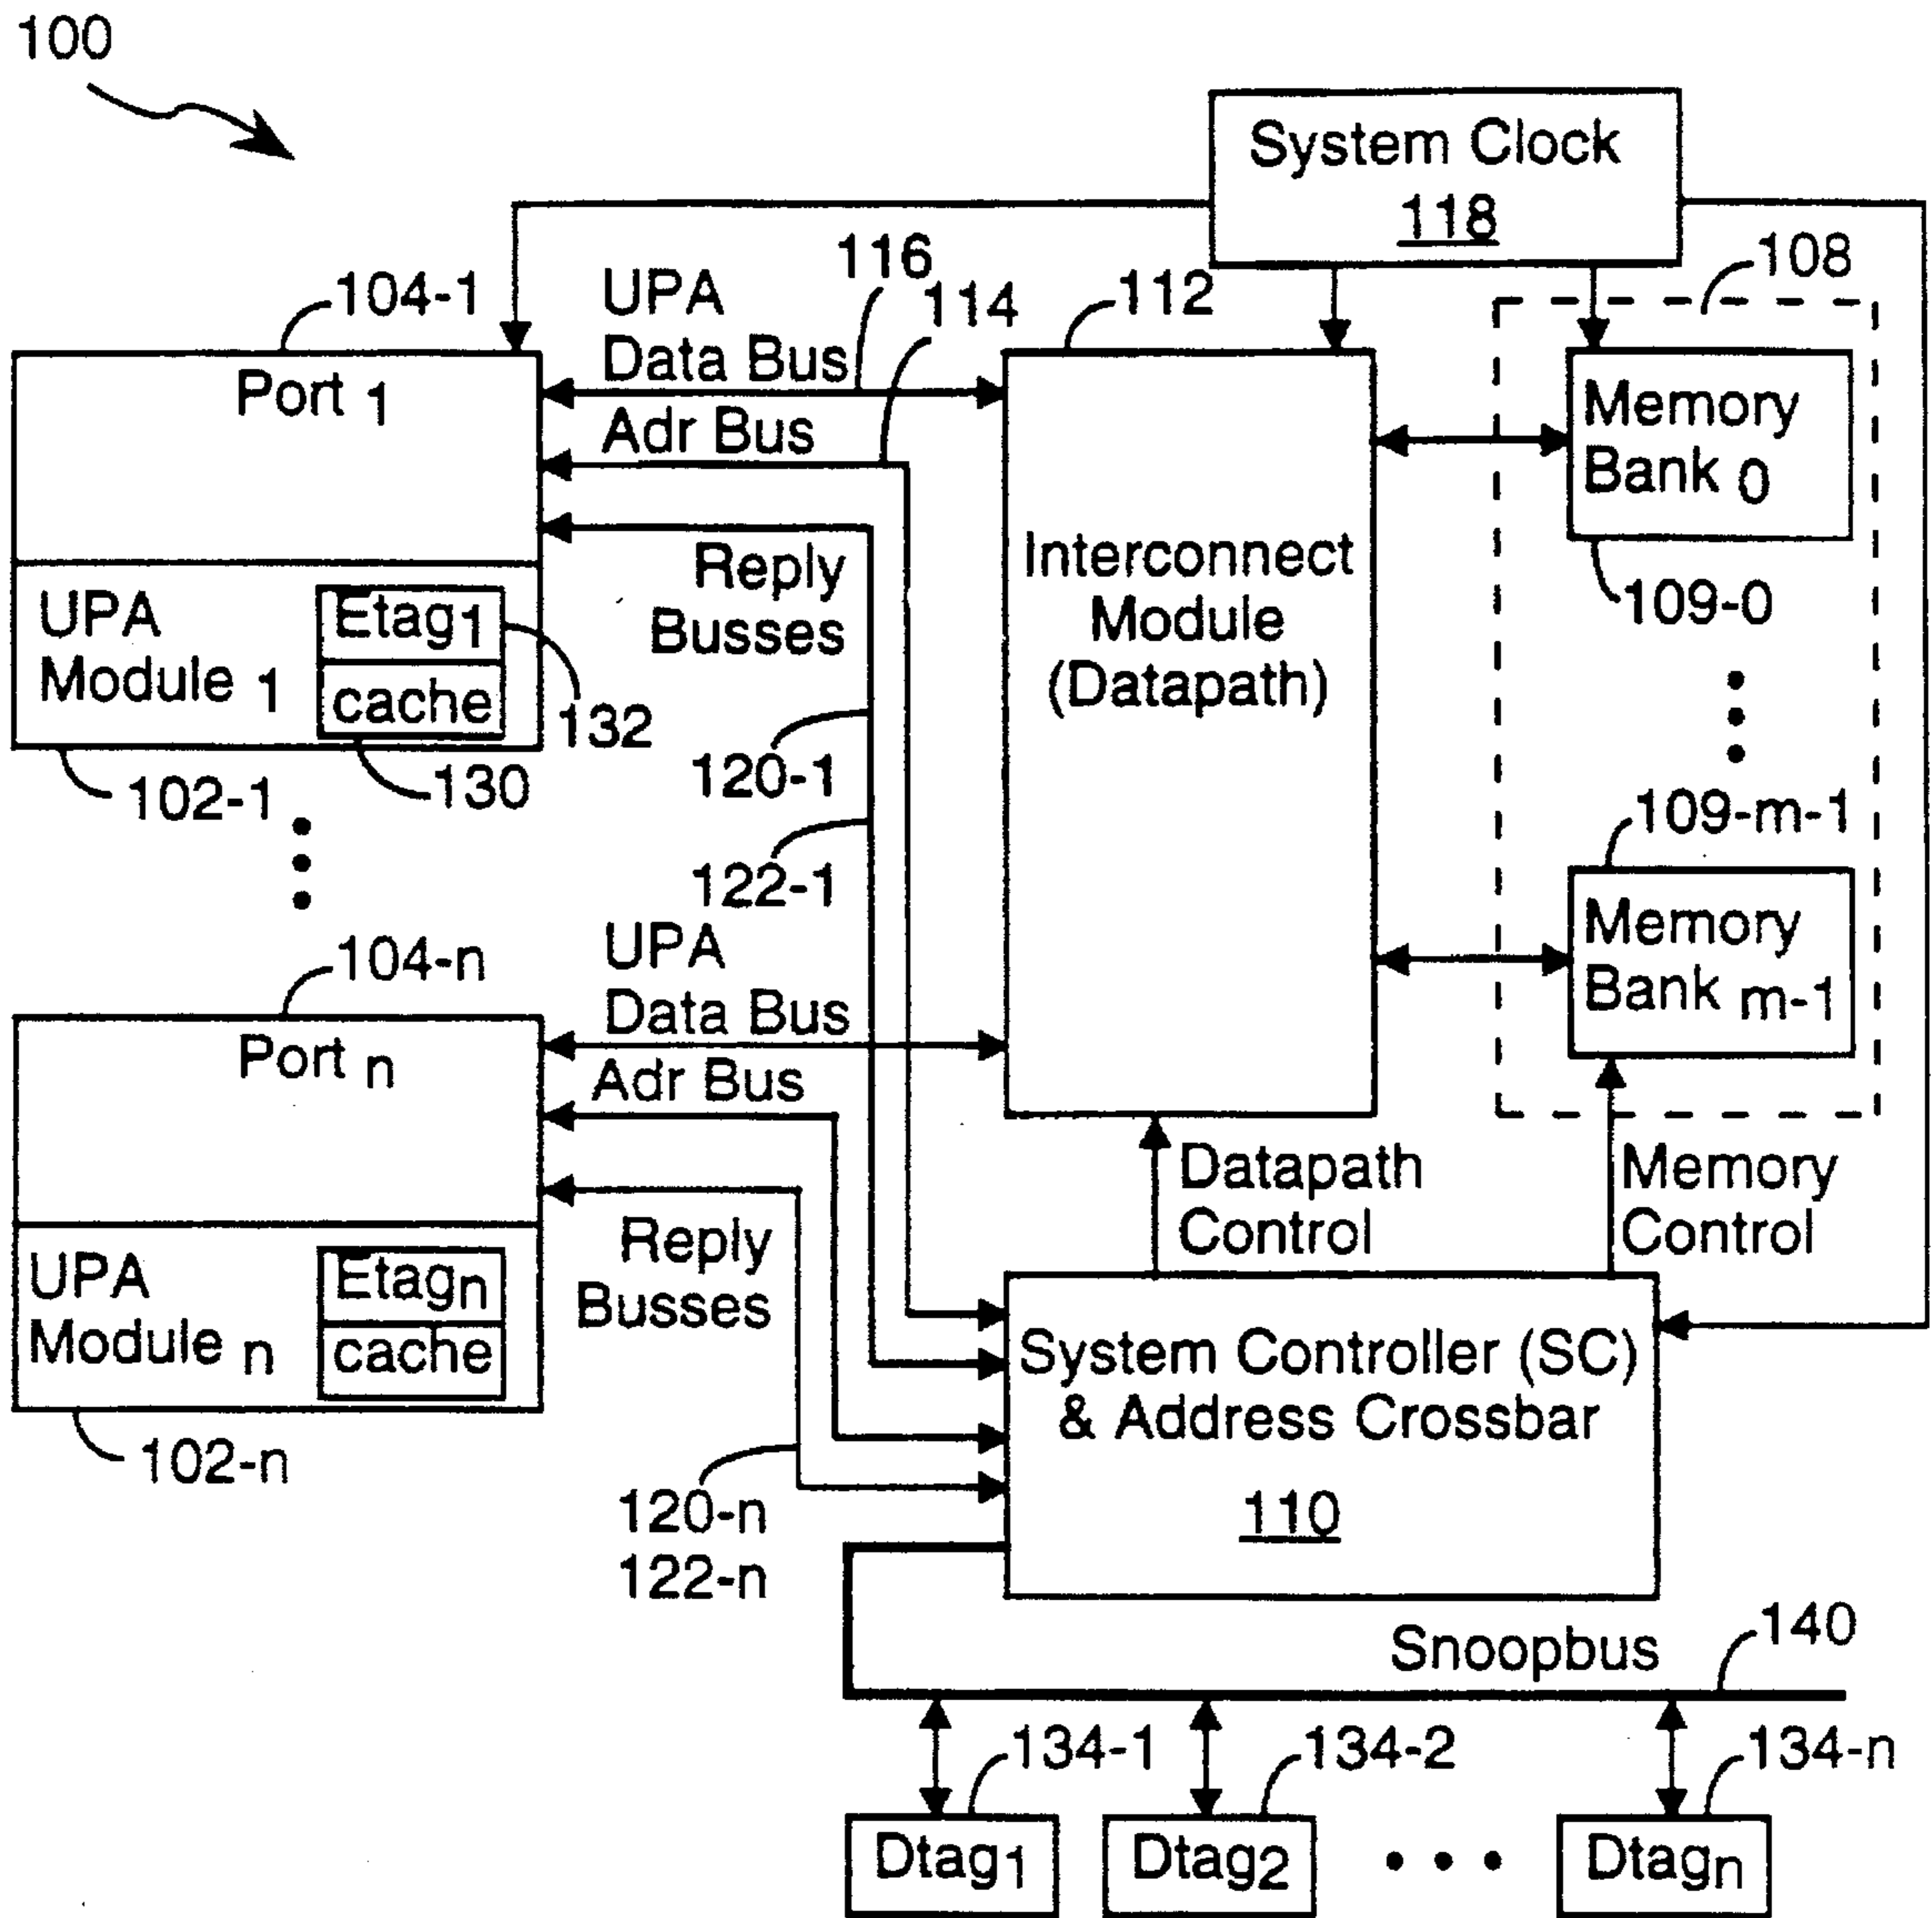 100
System Clock
118
116
114
112
108
104-1
UPA
Data Bus
Adr Bus
Port 1
Reply
Busses
UPA
Module 1
Etag1
cache
132
130
102-1
120-1
122-1
Interconnect
Module
(Datapath)
Memory
Bank 0
109-0
109-m-1
Memory
Bank m-1
104-n
UPA
Data Bus
Adr Bus
Port n
Reply
Busses
UPA
Module n
Etagn
cache
102-n
120-n
122-n
Datapath
Control
Memory
Control
System Controller (SC)
& Address Crossbar
110
Snoopbus
140
134-1
134-2
134-n
Dtag1
Dtag2
Dtagn